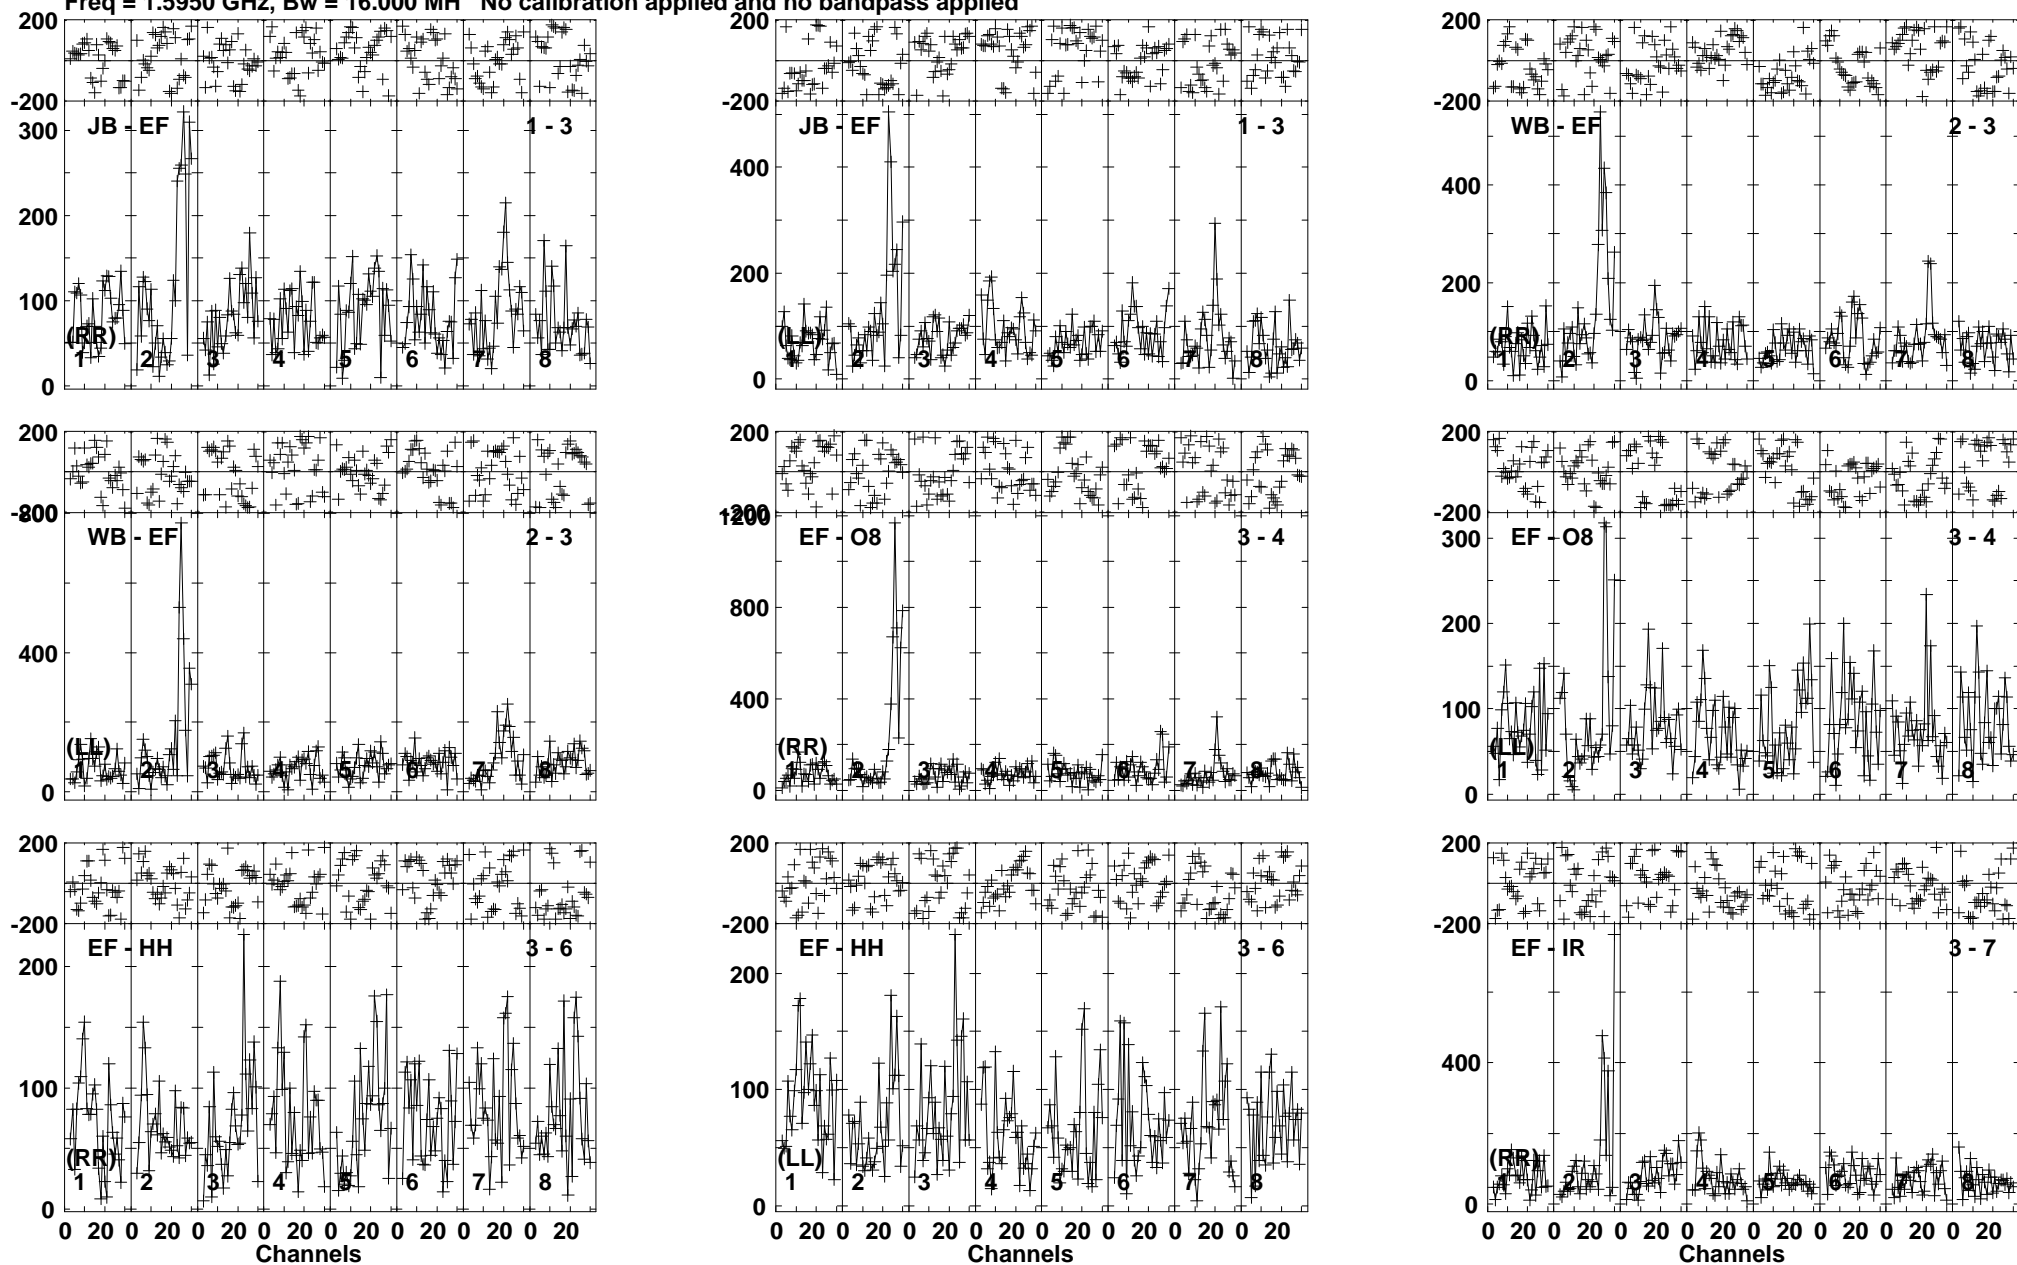 Freq = 1.5950 GHz, Bw = 16.000 MH No calibration applied and no bandpass applied
200 200 200
-200 -200 -200
JB - EF 1 - 3 JB - EF 1 - 3 WB - EF 2 - 3
300
400 400
200
200 200
100
(RR) (LL) (RR)
1 2 3 4 5 6 7 8 1 2 3 4 5 6 7 8 1 2 3 4 5 6 7 8
0 0 0
200 200 200
-200 -200 -200
800 1200
WB - EF 2 - 3 EF - O8 3 - 4 EF - O8 3 - 4
300
800
400 200
400
100
(LL) (RR) (LL)
1 2 3 4 5 6 7 8 1 2 3 4 5 6 7 8 1 2 3 4 5 6 7 8
0 0 0
200 200 200
-200 -200 -200
EF - HH 3 - 6 EF - HH 3 - 6 EF - IR 3 - 7
200 200
400
100 100
(RR) (LL) (RR)
1 2 3 4 5 6 7 8 1 2 3 4 5 6 7 8 1 2 3 4 5 6 7 8
0 0 0
0 20 0 20 0 20 0 20 0 20 0 20 0 20 0 20 0 20 0 20 0 20 0 20 0 20 0 20 0 20 0 20 0 20 0 20 0 20 0 20 0 20 0 20 0 20 0 20
Channels Channels Channels